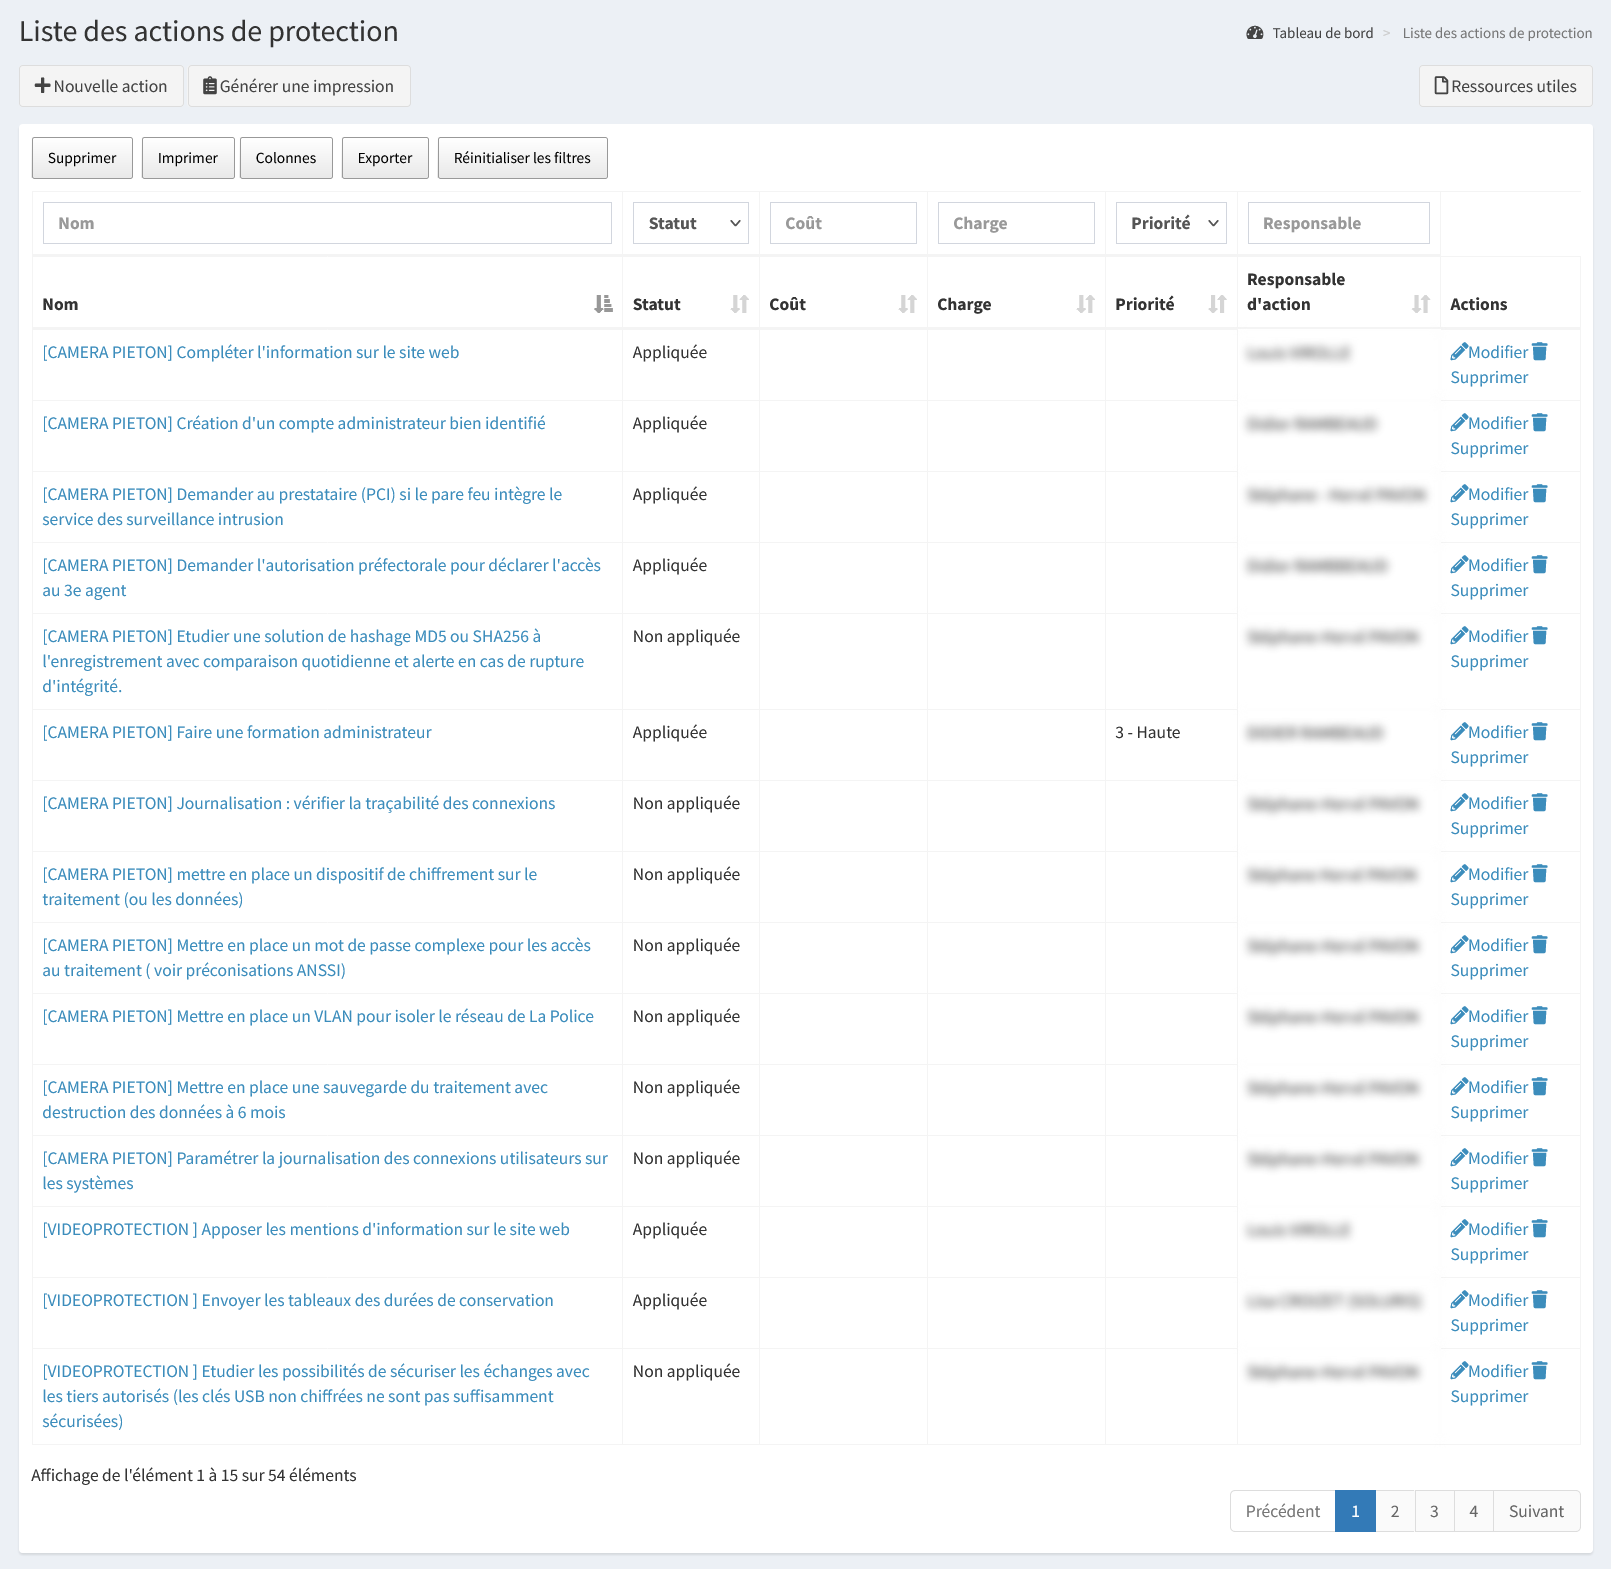 Liste des actions de protection
Tableau de bord > Liste des actions de protection
Nouvelle action
Générer une impression
Ressources utiles
Supprimer
Imprimer
Colonnes
Exporter
Réinitialiser les filtres
Nom
Statut
Coût
Charge
Priorité
Responsable
Nom
Statut
Coût
Charge
Priorité
Responsable
d'action
Actions
[CAMERA PIETON] Compléter l'information sur le site web
Appliquée
Modifier
Supprimer
[CAMERA PIETON] Création d'un compte administrateur bien identifié
Appliquée
Modifier
Supprimer
[CAMERA PIETON] Demander au prestataire (PCI) si le pare feu intègre le
service des surveillance intrusion
Appliquée
Modifier
Supprimer
[CAMERA PIETON] Demander l'autorisation préfectorale pour déclarer l'accès
au 3e agent
Appliquée
Modifier
Supprimer
[CAMERA PIETON] Etudier une solution de hashage MD5 ou SHA256 à
l'enregistrement avec comparaison quotidienne et alerte en cas de rupture
d'intégrité.
Non appliquée
Modifier
Supprimer
[CAMERA PIETON] Faire une formation administrateur
Appliquée
3 - Haute
Modifier
Supprimer
[CAMERA PIETON] Journalisation : vérifier la traçabilité des connexions
Non appliquée
Modifier
Supprimer
[CAMERA PIETON] mettre en place un dispositif de chiffrement sur le
traitement (ou les données)
Non appliquée
Modifier
Supprimer
[CAMERA PIETON] Mettre en place un mot de passe complexe pour les accès
au traitement ( voir préconisations ANSSI)
Non appliquée
Modifier
Supprimer
[CAMERA PIETON] Mettre en place un VLAN pour isoler le réseau de La Police
Non appliquée
Modifier
Supprimer
[CAMERA PIETON] Mettre en place une sauvegarde du traitement avec
destruction des données à 6 mois
Non appliquée
Modifier
Supprimer
[CAMERA PIETON] Paramétrer la journalisation des connexions utilisateurs sur
les systèmes
Non appliquée
Modifier
Supprimer
[VIDEOPROTECTION ] Apposer les mentions d'information sur le site web
Appliquée
Modifier
Supprimer
[VIDEOPROTECTION ] Envoyer les tableaux des durées de conservation
Appliquée
Modifier
Supprimer
[VIDEOPROTECTION ] Etudier les possibilités de sécuriser les échanges avec
les tiers autorisés (les clés USB non chiffrées ne sont pas suffisamment
sécurisées)
Non appliquée
Modifier
Supprimer
Affichage de l'élément 1 à 15 sur 54 éléments
Précédent
1
2
3
4
Suivant